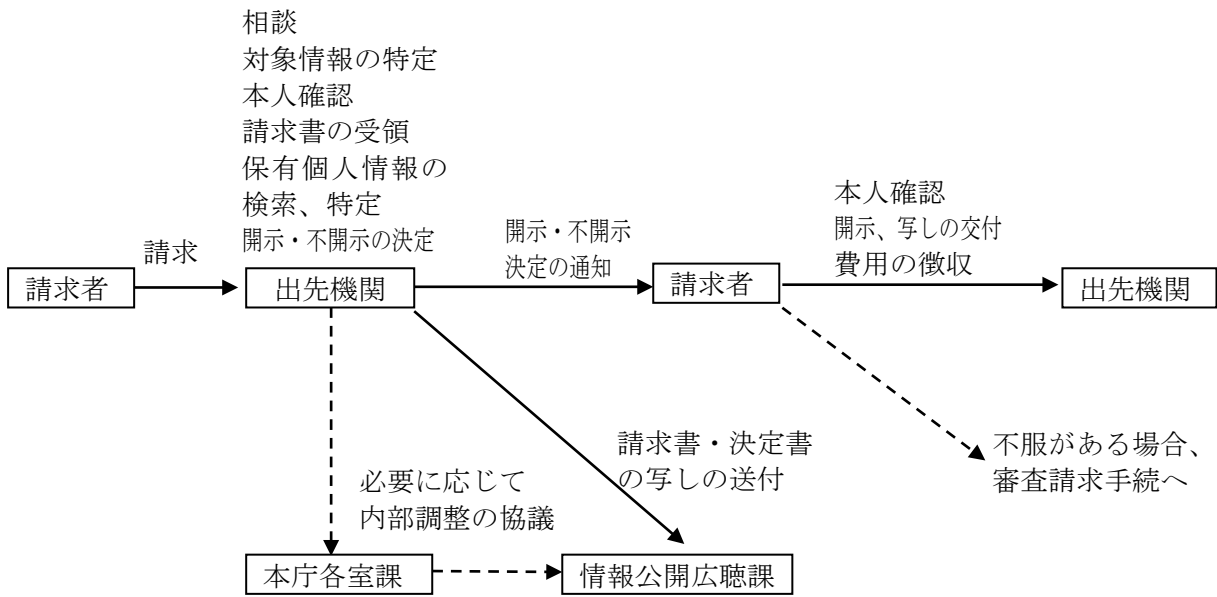 相談
対象情報の特定
本人確認
請求書の受領
保有個人情報の
検索、特定
開示・不開示の決定
請求
請求者
出先機関
開示・不開示
決定の通知
請求者
本人確認
開示、写しの交付
費用の徴収
出先機関
請求書・決定書
の写しの送付
不服がある場合、
審査請求手続へ
必要に応じて
内部調整の協議
本庁各室課
情報公開広聴課